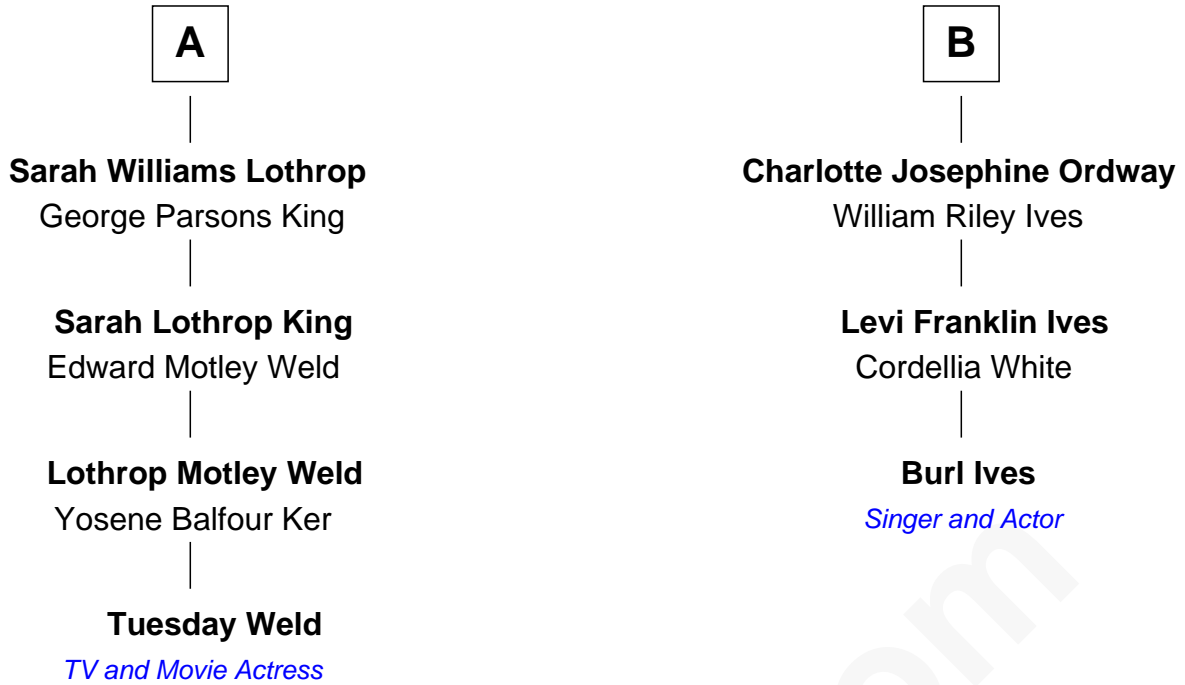 A
B
Sarah Williams Lothrop
George Parsons King
Charlotte Josephine Ordway
William Riley Ives
Sarah Lothrop King
Edward Motley Weld
Levi Franklin Ives
Cordellia White
Lothrop Motley Weld
Yosene Balfour Ker
Burl Ives
Singer and Actor
Tuesday Weld
TV and Movie Actress
om